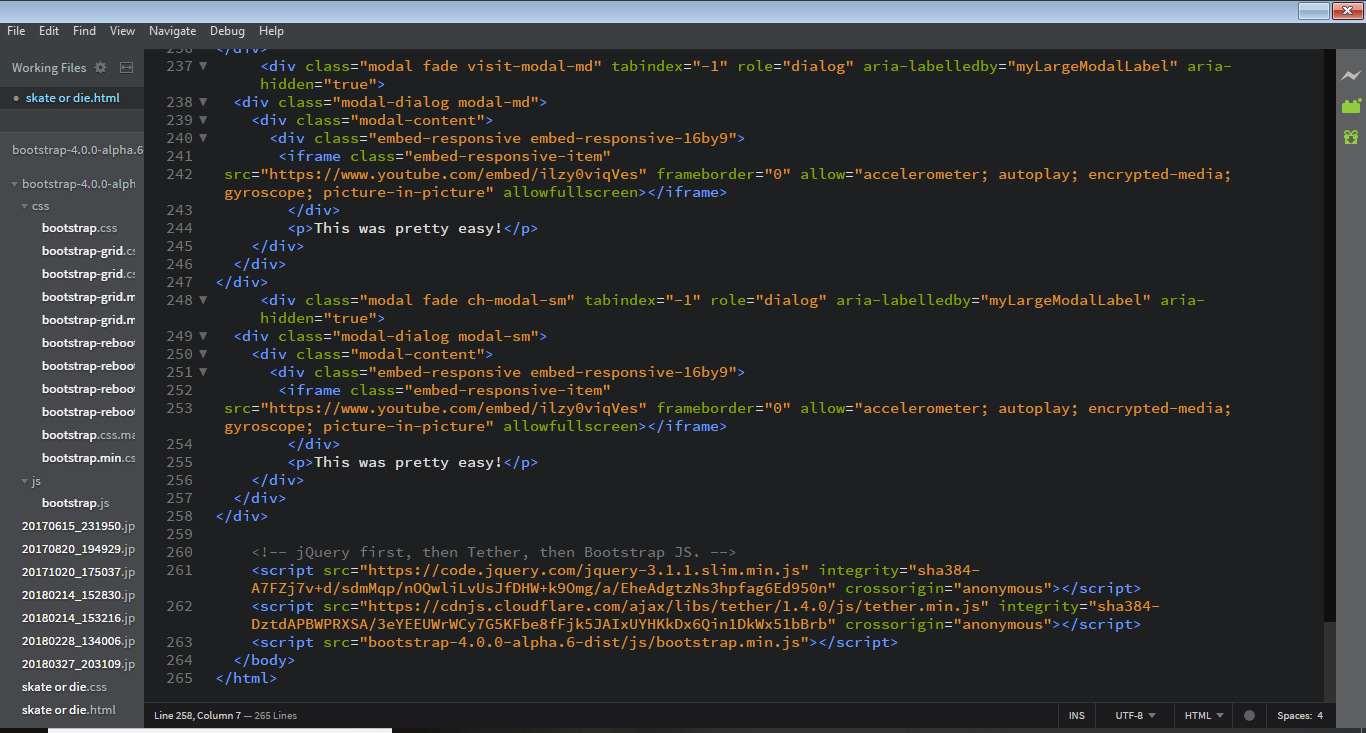 File Edit Find View Navigate Debug Help
Working Files
skate or die.html
bootstrap-4.0.0-alpha.6
bootstrap-4.0.0-alph
css
bootstrap.css
bootstrap-grid.cs
bootstrap-grid.cs
bootstrap-grid.m
bootstrap-grid.m
bootstrap-reboo
bootstrap-reboo
bootstrap-reboo
bootstrap-reboo
bootstrap.css.ma
bootstrap.min.cs
js
bootstrap.js
20170615_231950.jp
20170820_194929.jp
20171020_175037.jp
20180214_152830.jp
20180214_153216.jp
20180228_134006.jp
20180327_203109.jp
skate or die.css
skate or die.html
236 </div>
237 <div class="modal fade visit-modal-md" tabindex="-1" role="dialog" aria-labelledby="myLargeModalLabel" aria-
hidden="true">
238 <div class="modal-dialog modal-md">
239 <div class="modal-content">
240 <div class="embed-responsive embed-responsive-16by9">
241 <iframe class="embed-responsive-item"
242 src="https://www.youtube.com/embed/ilzy0viqVes" frameborder="0" allow="accelerometer; autoplay; encrypted-media;
gyroscope; picture-in-picture" allowfullscreen></iframe>
243 </div>
244 <p>This was pretty easy!</p>
245 </div>
246 </div>
247 </div>
248 <div class="modal fade ch-modal-sm" tabindex="-1" role="dialog" aria-labelledby="myLargeModalLabel" aria-
hidden="true">
249 <div class="modal-dialog modal-sm">
250 <div class="modal-content">
251 <div class="embed-responsive embed-responsive-16by9">
252 <iframe class="embed-responsive-item"
253 src="https://www.youtube.com/embed/ilzy0viqVes" frameborder="0" allow="accelerometer; autoplay; encrypted-media;
gyroscope; picture-in-picture" allowfullscreen></iframe>
254 </div>
255 <p>This was pretty easy!</p>
256 </div>
257 </div>
258 </div>
259
260 <!-- jQuery first, then Tether, then Bootstrap JS. -->
261 <script src="https://code.jquery.com/jquery-3.1.1.slim.min.js" integrity="sha384-
A7FZj7v+d/sdmMqp/nOQwliLvUsJfDHW+k9Omg/a/EheAdgtzNs3hpfag6Ed950n" crossorigin="anonymous"></script>
262 <script src="https://cdnjs.cloudflare.com/ajax/libs/tether/1.4.0/js/tether.min.js" integrity="sha384-
DztdAPBWPRXSA/3eYEEUWrWCy7G5KFbe8fFjk5JAIxUYHKkDx6Qin1DkWx51bBrb" crossorigin="anonymous"></script>
263 <script src="bootstrap-4.0.0-alpha.6-dist/js/bootstrap.min.js"></script>
264 </body>
265 </html>
Line 258, Column 7 — 265 Lines
INS UTF-8 HTML Spaces: 4